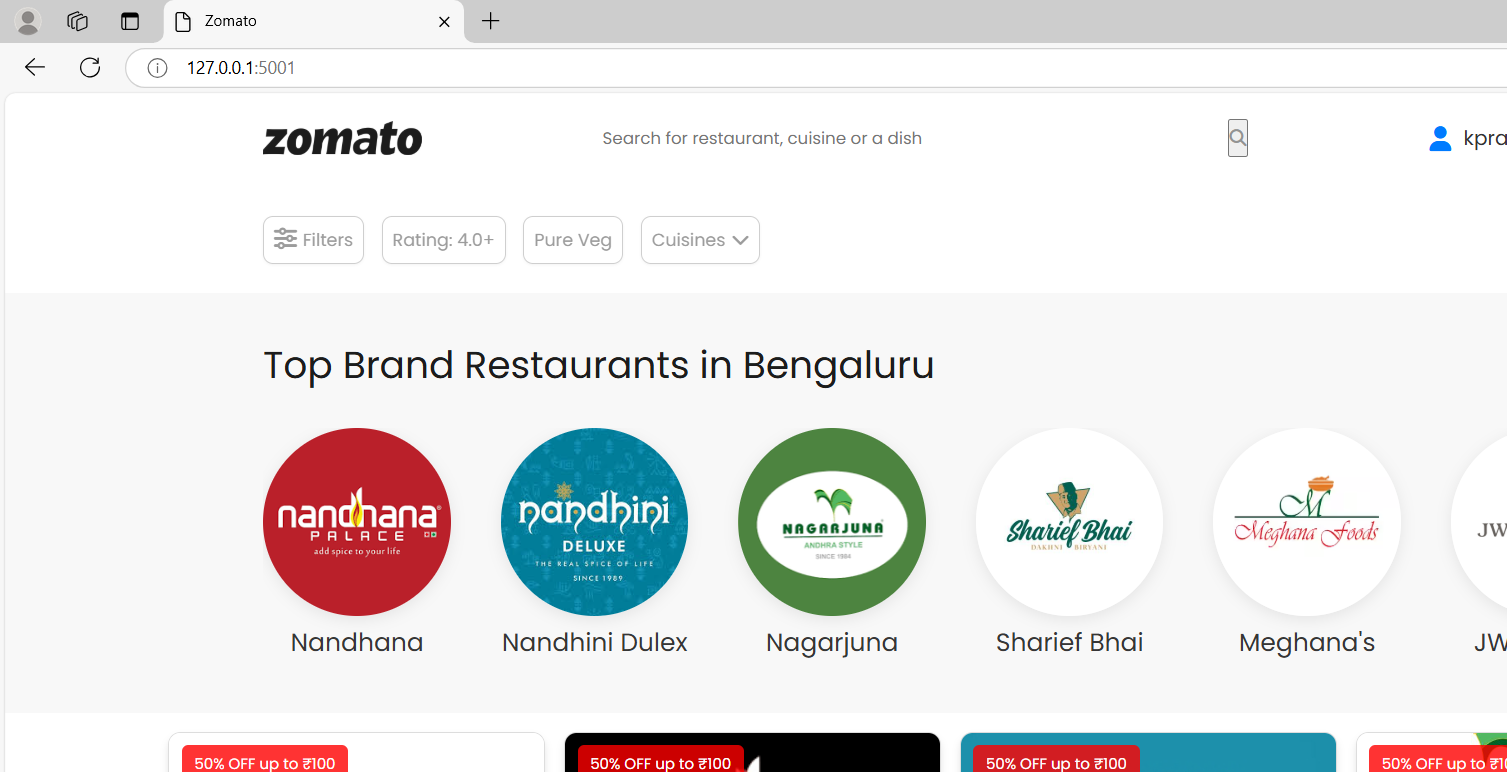 Zomato
127.0.0.1:5001
zomato
Search for restaurant, cuisine or a dish
kpra
Filters
Rating: 4.0+
Pure Veg
Cuisines
Top Brand Restaurants in Bengaluru
nandhana
PALACE
add spice to your life
nandhini
DELUXE
THE REAL SPICE OF LIFE
SINCE 1989
NAGARJUNA
ANDHRA STYLE
SINCE 1984
Sharief Bhai
DAKHNI BIRYANI
M
Meghana Foods
JW
Nandhana
Nandhini Dulex
Nagarjuna
Sharief Bhai
Meghana's
JW
50% OFF up to ₹100
50% OFF up to ₹100
50% OFF up to ₹100
50% OFF up to ₹10